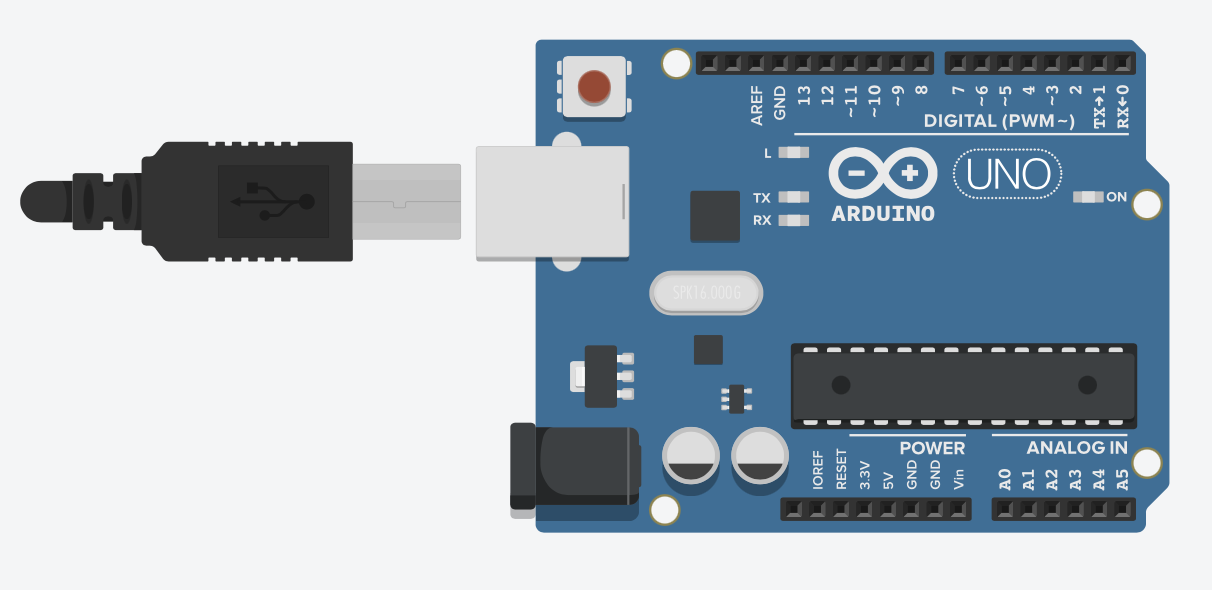 AREF
GND
13
12
~11
~10
~9
8
7
~6
~5
4
~3
2
TX→1
RX←0
DIGITAL (PWM~)
L
TX
RX
ARDUINO
UNO
ON
SPK16.000G
POWER
ANALOG IN
IOREF
RESET
3.3V
5V
GND
GND
Vin
A0
A1
A2
A3
A4
A5